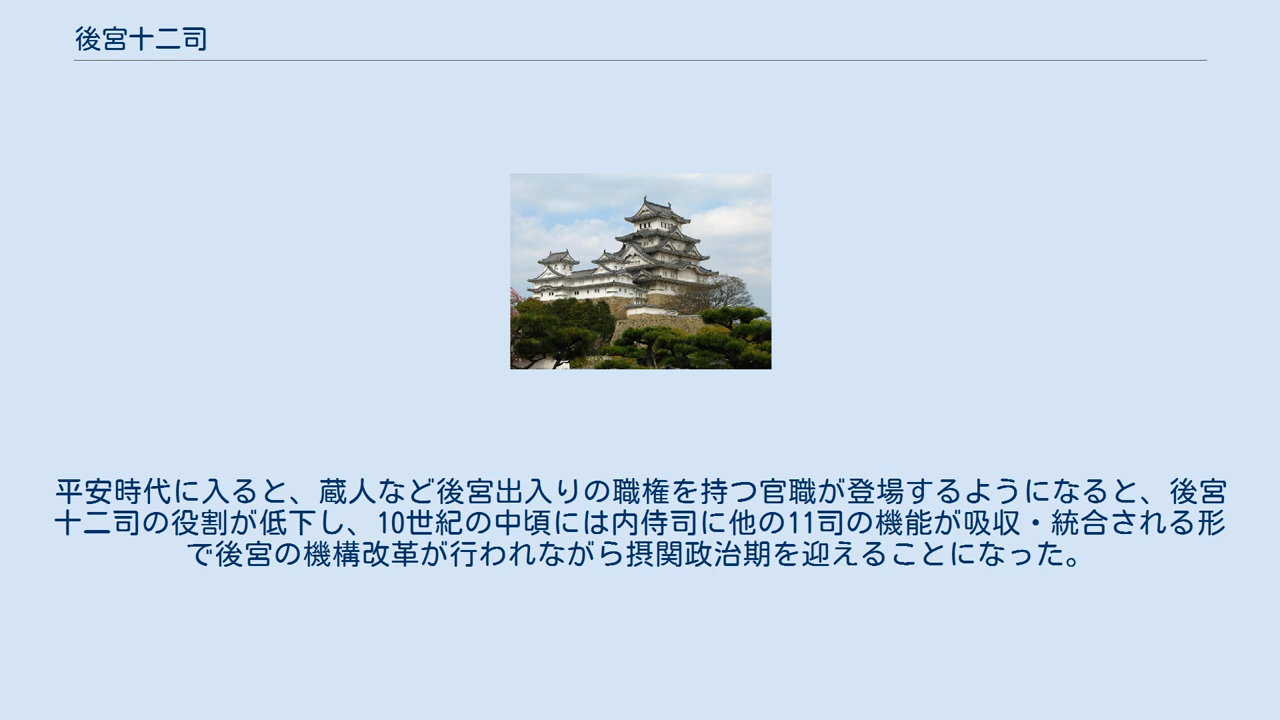 後宮十二司
平安時代に入ると、蔵人など後宮出入りの職権を持つ官職が登場するようになると、後宮
十二司の役割が低下し、10世紀の中頃には内侍司に他の11司の機能が吸収・統合される形
で後宮の機構改革が行われながら摂関政治期を迎えることになった。